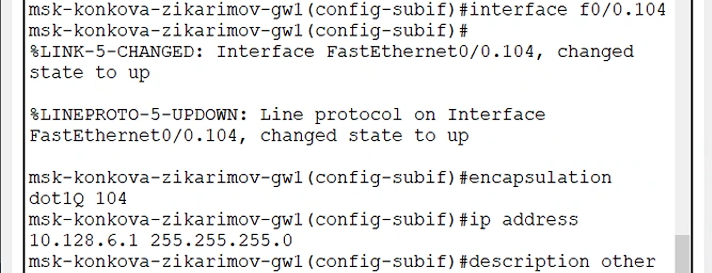 msk-konkova-zikarimov-gw1(config-subif)#interface f0/0.104
msk-konkova-zikarimov-gw1(config-subif)#
%LINK-5-CHANGED: Interface FastEthernet0/0.104, changed
state to up
%LINEPROTO-5-UPDOWN: Line protocol on Interface
FastEthernet0/0.104, changed state to up
msk-konkova-zikarimov-gw1(config-subif)#encapsulation
dot1Q 104
msk-konkova-zikarimov-gw1(config-subif)#ip address
10.128.6.1 255.255.255.0
msk-konkova-zikarimov-gw1(config-subif)#description other